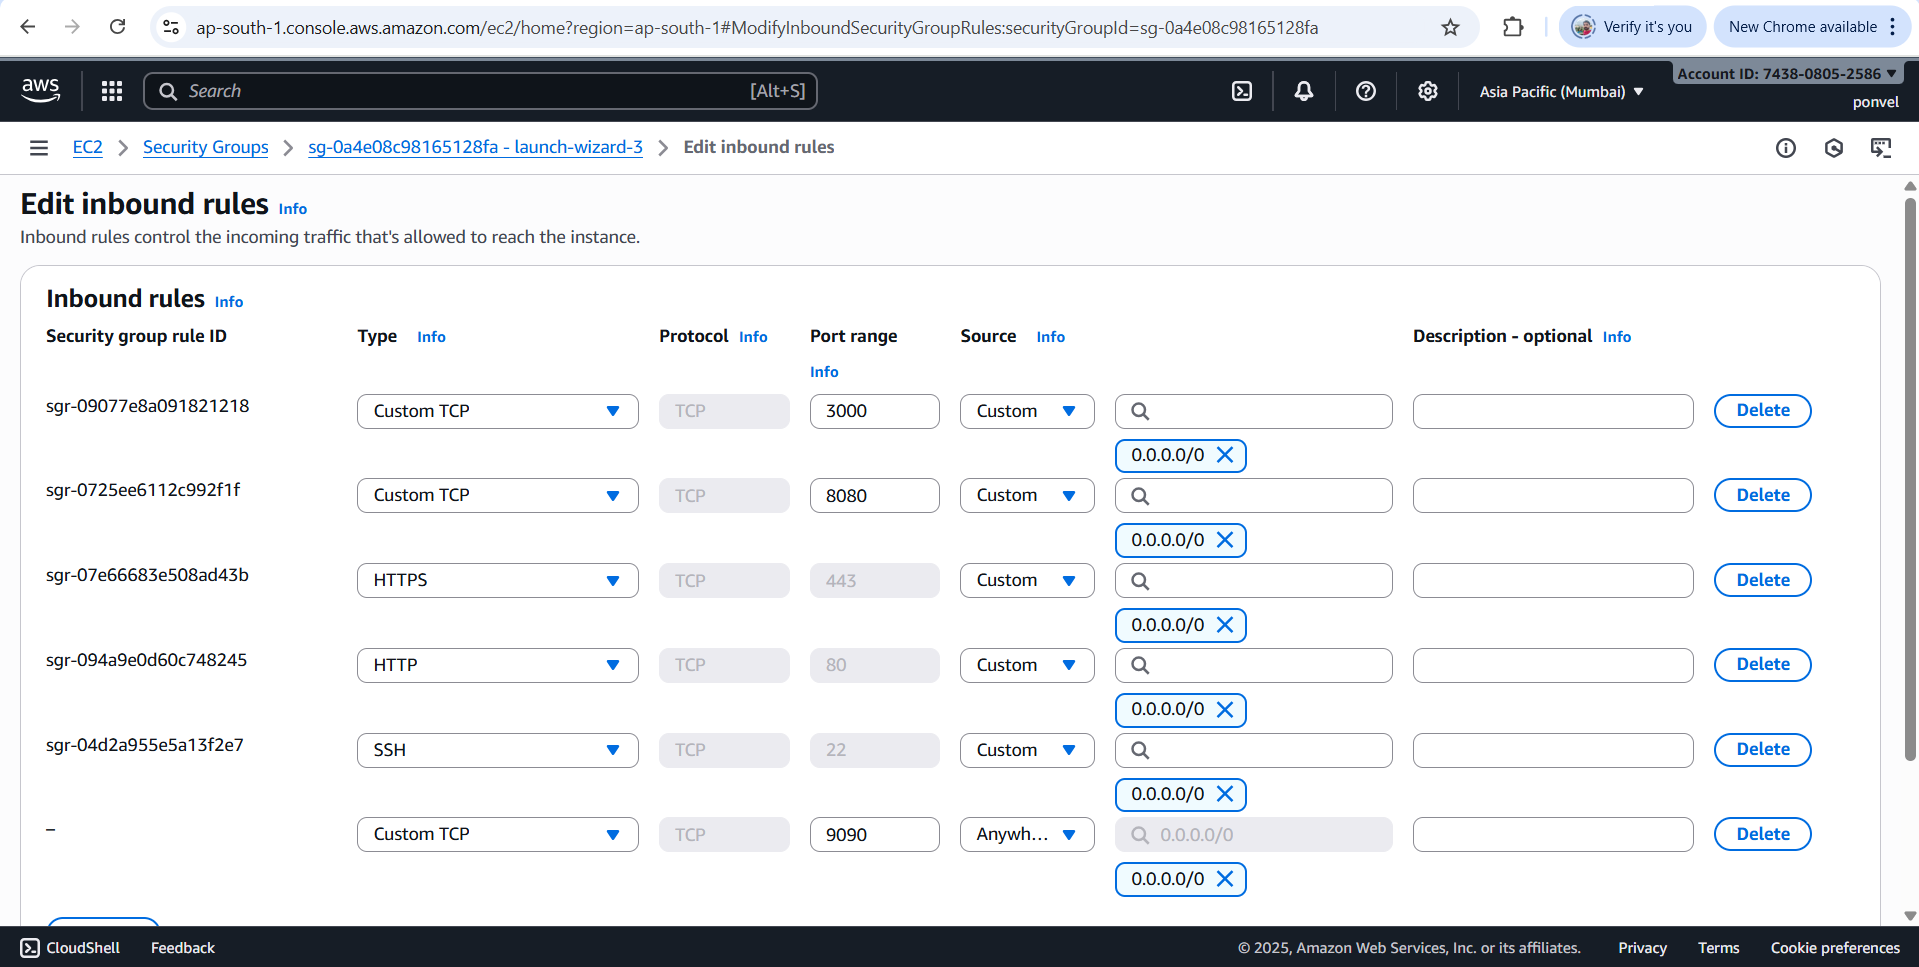 ap-south-1.console.aws.amazon.com/ec2/home?region=ap-south-1#ModifyInboundSecurityGroupRules:securityGroupId=sg-0a4e08c98165128fa
Verify it's you
New Chrome available
aws
Search
[Alt+S]
Asia Pacific (Mumbai)
Account ID: 7438-0805-2586
ponvel
EC2
Security Groups
sg-0a4e08c98165128fa - launch-wizard-3
Edit inbound rules
Edit inbound rules Info
Inbound rules control the incoming traffic that's allowed to reach the instance.
Inbound rules Info
Security group rule ID Type Info Protocol Info Port range Source Info Description - optional Info
Info
sgr-09077e8a091821218 Custom TCP TCP 3000 Custom Delete
0.0.0.0/0
sgr-0725ee6112c992f1f Custom TCP TCP 8080 Custom Delete
0.0.0.0/0
sgr-07e66683e508ad43b HTTPS TCP 443 Custom Delete
0.0.0.0/0
sgr-094a9e0d60c748245 HTTP TCP 80 Custom Delete
0.0.0.0/0
sgr-04d2a955e5a13f2e7 SSH TCP 22 Custom Delete
0.0.0.0/0
– Custom TCP TCP 9090 Anywh... 0.0.0.0/0 Delete
0.0.0.0/0
CloudShell Feedback © 2025, Amazon Web Services, Inc. or its affiliates. Privacy Terms Cookie preferences